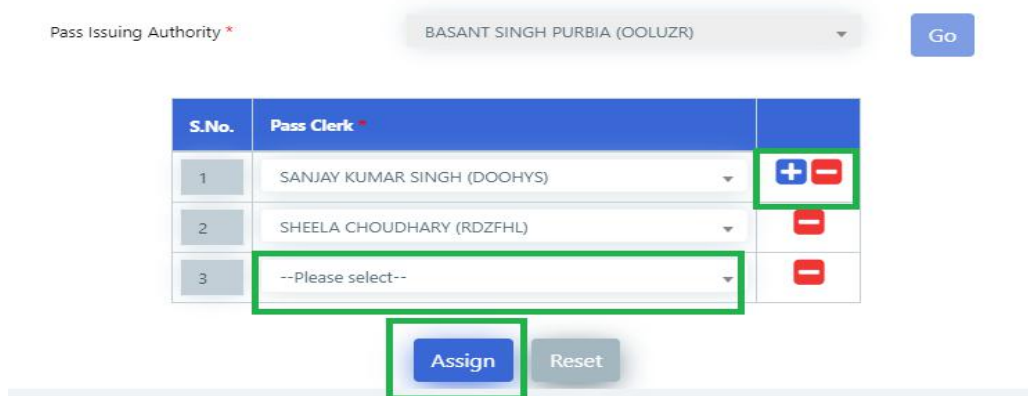 Pass Issuing Authority * BASANT SINGH PURBIA (OOLUZR) Go
S.No. Pass Clerk *
1 SANJAY KUMAR SINGH (DOOHYS)
2 SHEELA CHOUDHARY (RDZFHL)
3 --Please select--
Assign Reset